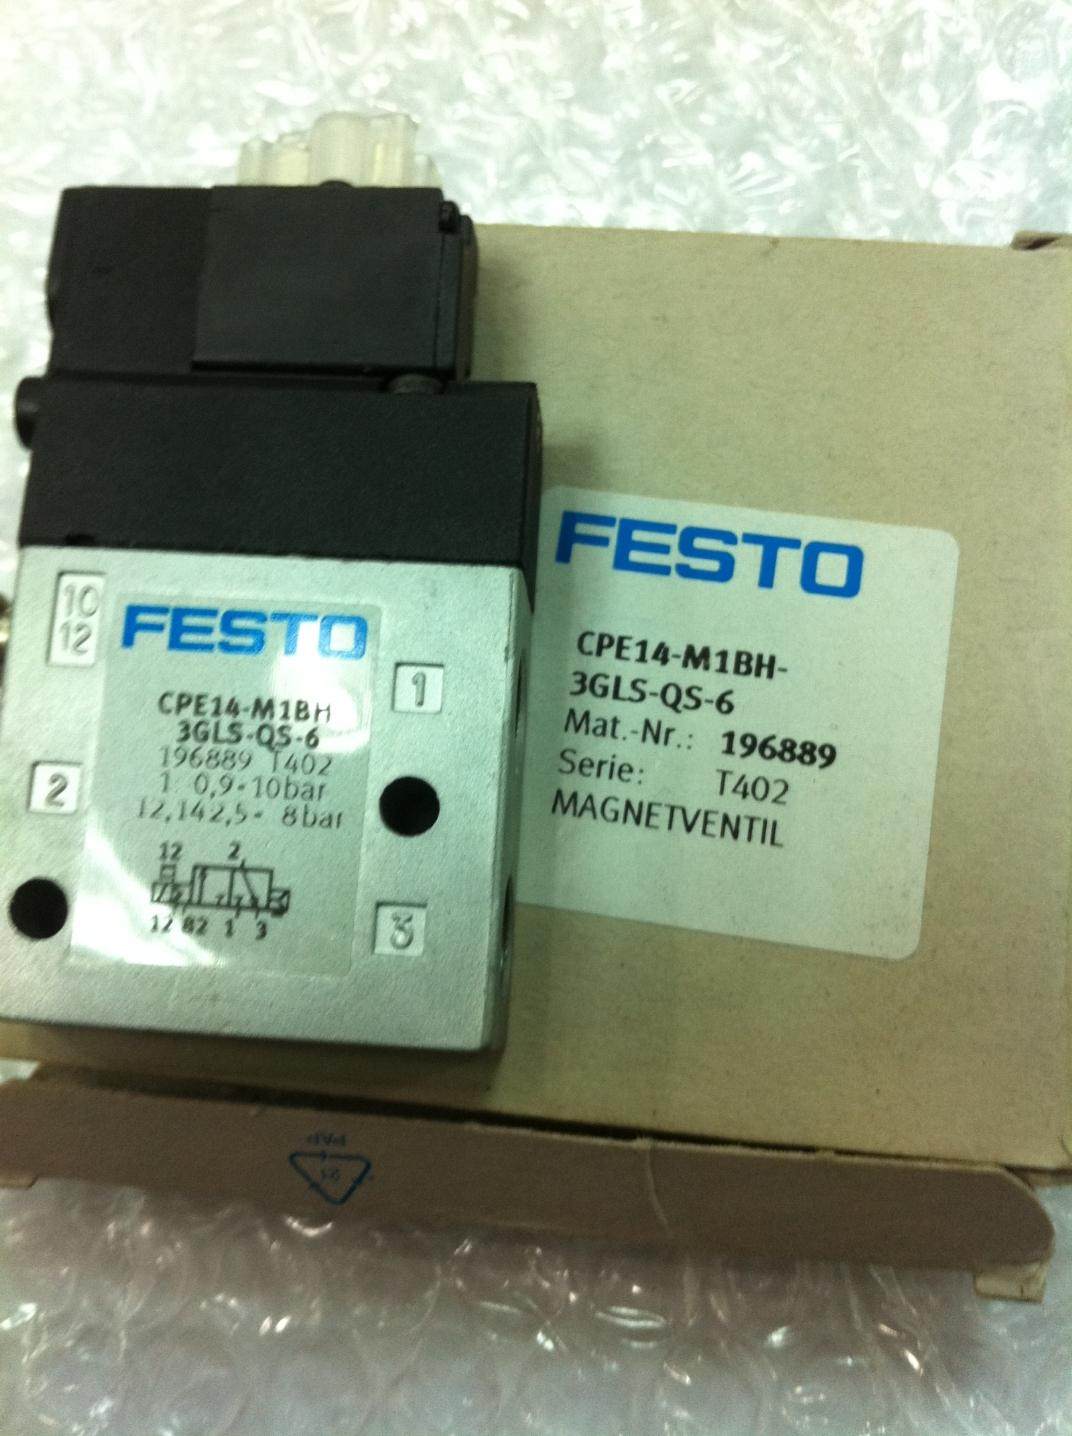 10
12
FESTO
1
CPE14-M1BH
3GLS-QS-6
196889 T402
1 0,9-10bar
12,142,5- 8bar
2
12 2
12 82 1 3
3
FESTO
CPE14-M1BH-
3GLS-QS-6
Mat.-Nr.: 196889
Serie: T402
MAGNETVENTIL
PAP
21